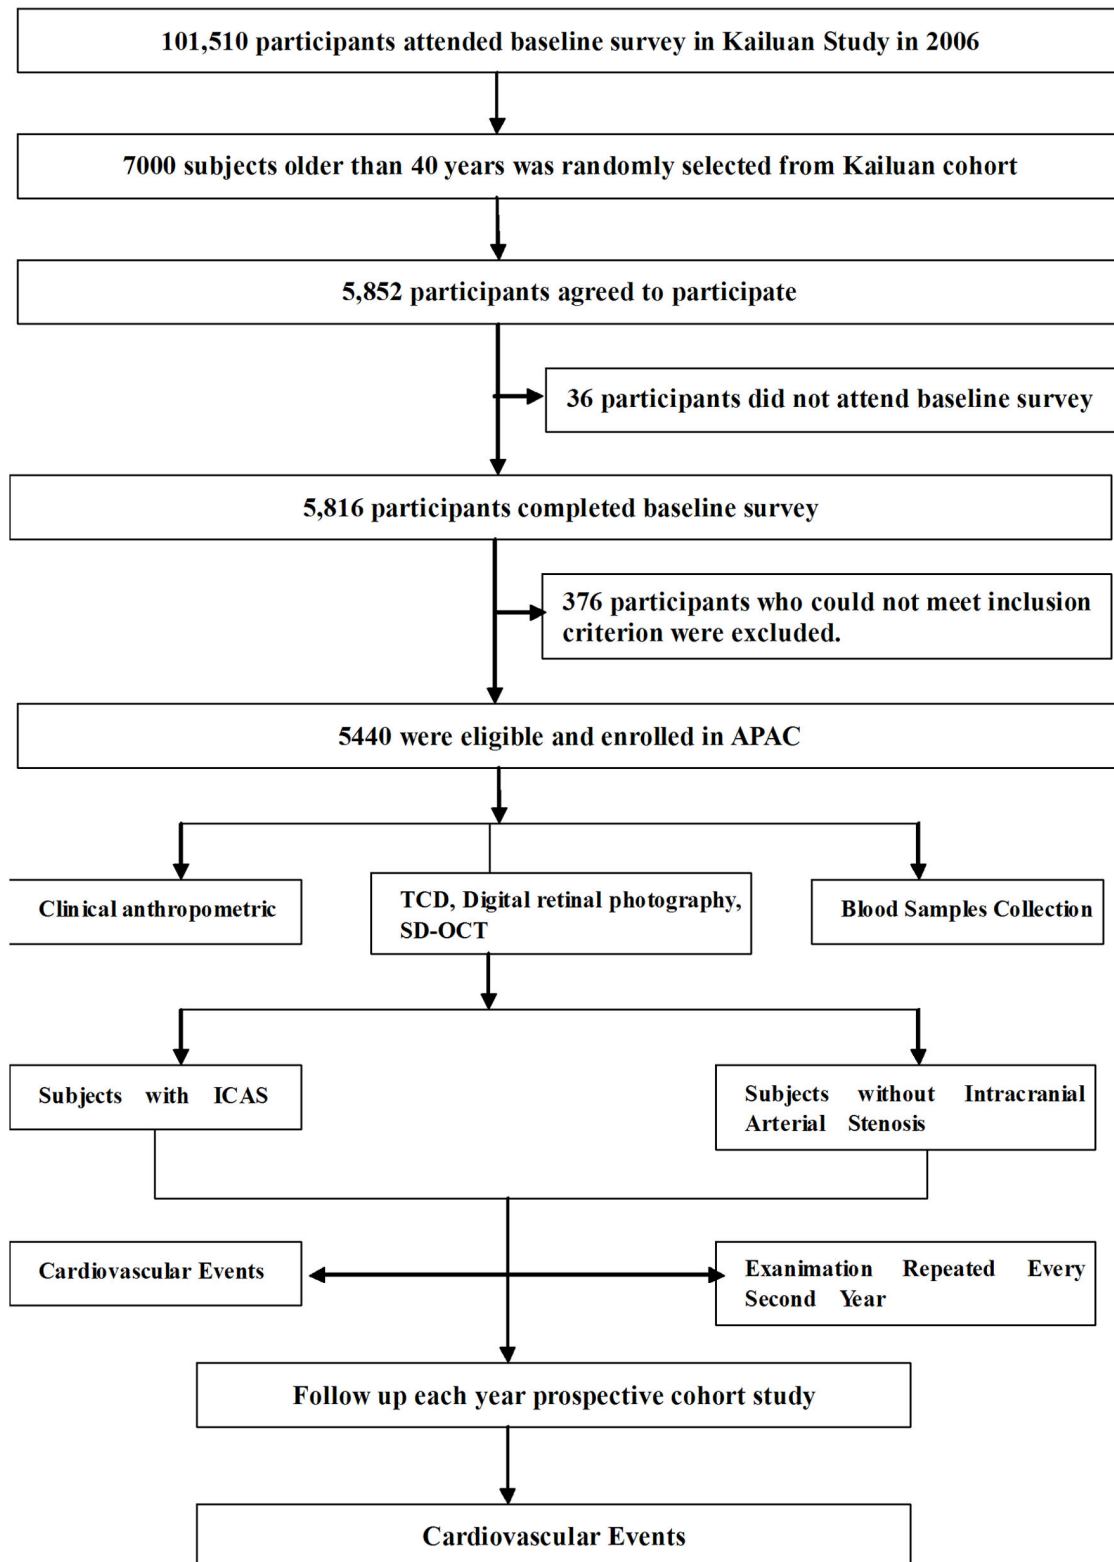 101,510 participants attended baseline survey in Kailuan Study in 2006
7000 subjects older than 40 years was randomly selected from Kailuan cohort
5,852 participants agreed to participate
36 participants did not attend baseline survey
5,816 participants completed baseline survey
376 participants who could not meet inclusion
criterion were excluded.
5440 were eligible and enrolled in APAC
Clinical anthropometric
TCD, Digital retinal photography,
SD-OCT
Blood Samples Collection
Subjects with ICAS
Subjects without Intracranial
Arterial Stenosis
Cardiovascular Events
Exanimation Repeated Every
Second Year
Follow up each year prospective cohort study
Cardiovascular Events